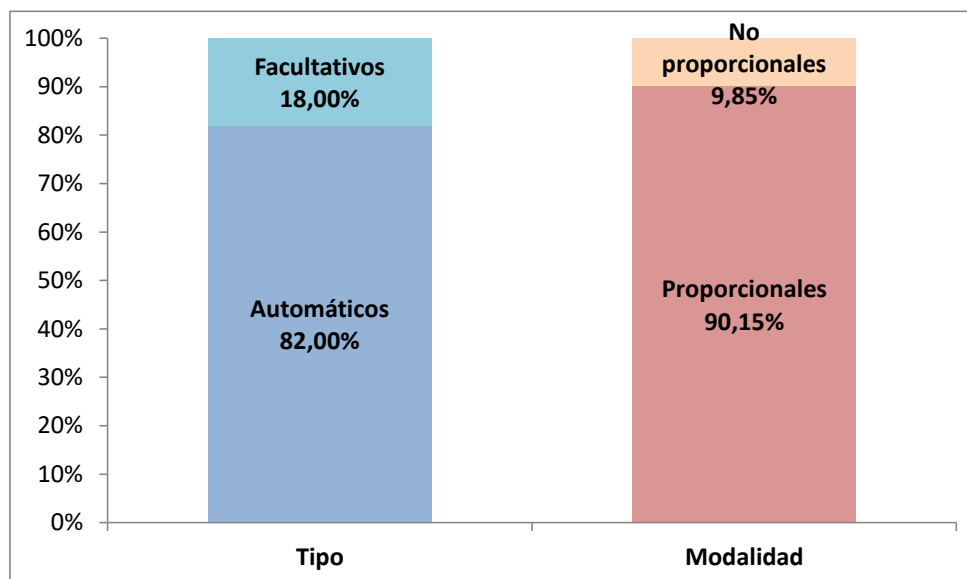 100%
90%
80%
70%
60%
50%
40%
30%
20%
10%
0%
Facultativos
18,00%
Automáticos
82,00%
No
proporcionales
9,85%
Proporcionales
90,15%
Tipo
Modalidad